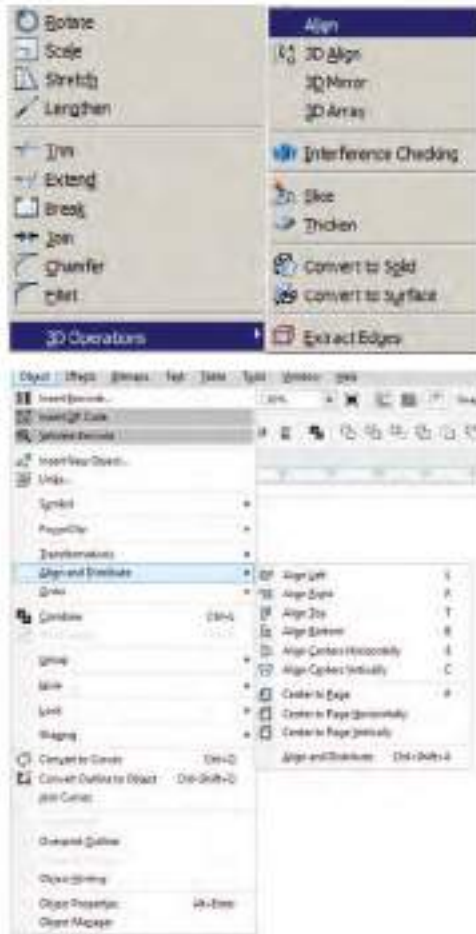 Rotate
Scale
Stretch
Lengthen
Trim
Extend
Break
Join
Chamfer
Fillet
3D Operations
Align
3D Align
3D Mirror
3D Array
Interference Checking
Slice
Thicken
Convert to Solid
Convert to Surface
Extract Edges
Object Effects Bitmaps Text Table Tools Window Help
Insert Barcode...
Insert QR Code
Insert New Object...
Links...
Symbol
PowerClip
Transformations
Align and Distribute
Order
Combine Ctrl+L
Group
Hide
Lock
Shaping
Convert to Curves Ctrl+Q
Convert Outline to Object Ctrl+Shift+Q
Join Curves
Overprint Outline
Object Hinting
Object Properties Alt+Enter
Object Manager
Align Left L
Align Right R
Align Top T
Align Bottom B
Align Centers Horizontally E
Align Centers Vertically C
Center to Page P
Center to Page Horizontally
Center to Page Vertically
Align and Distribute Ctrl+Shift+A